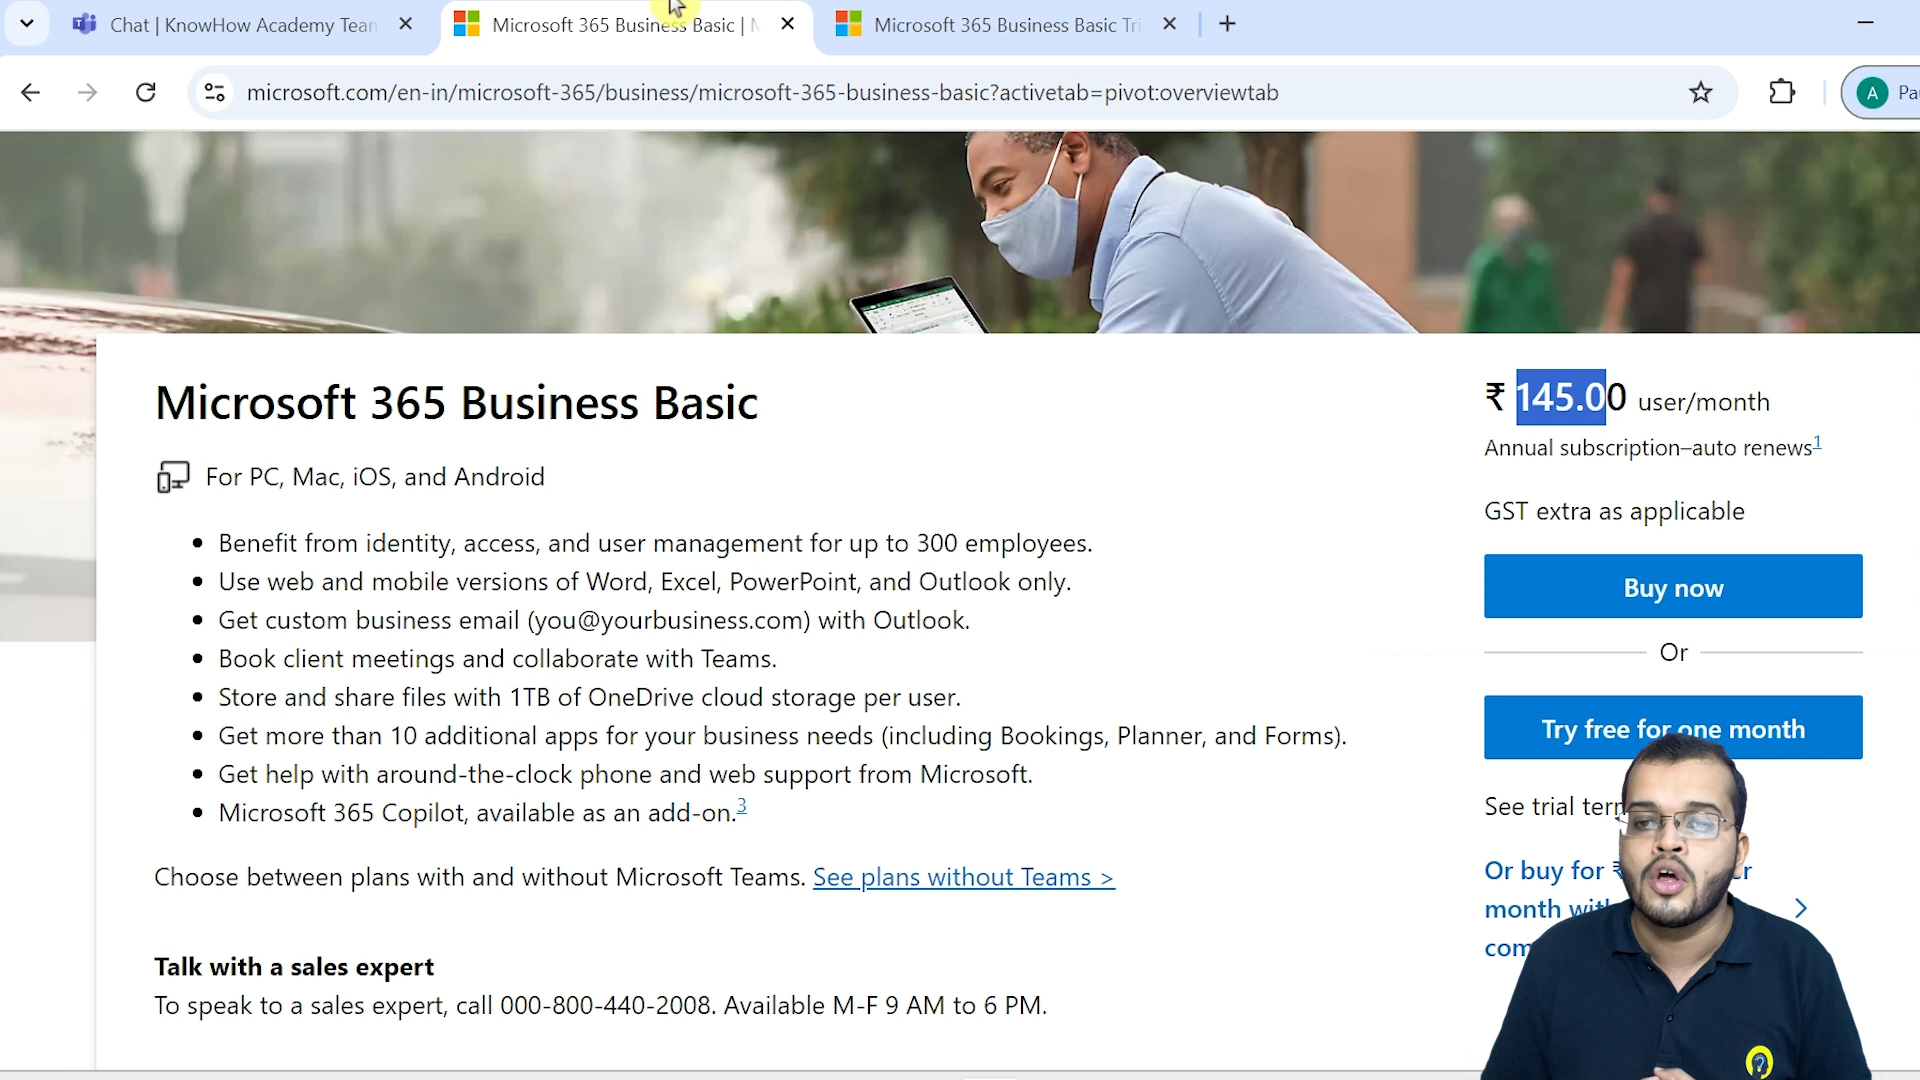 Chat | KnowHow Academy Team
Microsoft 365 Business Basic |
Microsoft 365 Business Basic Tri
microsoft.com/en-in/microsoft-365/business/microsoft-365-business-basic?activetab=pivot:overviewtab
A Pau
Microsoft 365 Business Basic
For PC, Mac, iOS, and Android
• Benefit from identity, access, and user management for up to 300 employees.
• Use web and mobile versions of Word, Excel, PowerPoint, and Outlook only.
• Get custom business email (you@yourbusiness.com) with Outlook.
• Book client meetings and collaborate with Teams.
• Store and share files with 1TB of OneDrive cloud storage per user.
• Get more than 10 additional apps for your business needs (including Bookings, Planner, and Forms).
• Get help with around-the-clock phone and web support from Microsoft.
• Microsoft 365 Copilot, available as an add-on.3
Choose between plans with and without Microsoft Teams. See plans without Teams >
Talk with a sales expert
To speak to a sales expert, call 000-800-440-2008. Available M-F 9 AM to 6 PM.
₹ 145.00 user/month
Annual subscription–auto renews1
GST extra as applicable
Buy now
Or
Try free for one month
See trial
Or buy for ₹
month